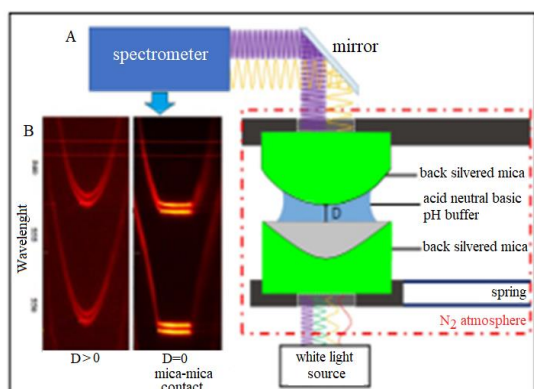 A
spectrometer
mirror
B
Wavelenght
D>0
D=0
mica-mica
contact
back silvered mica
D
acid neutral basic
pH buffer
back silvered mica
spring
N₂ atmosphere
white light
source